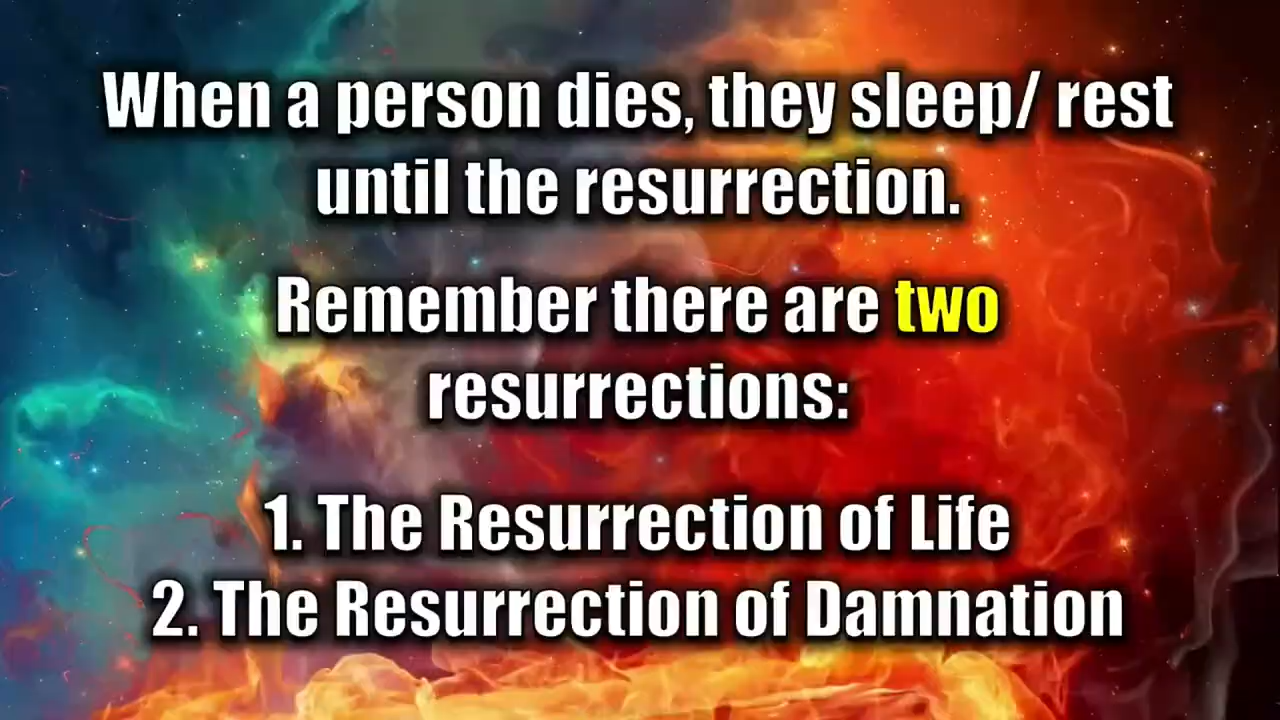 When a person dies, they sleep/ rest
until the resurrection.
Remember there are two
resurrections:
1. The Resurrection of Life
2. The Resurrection of Damnation